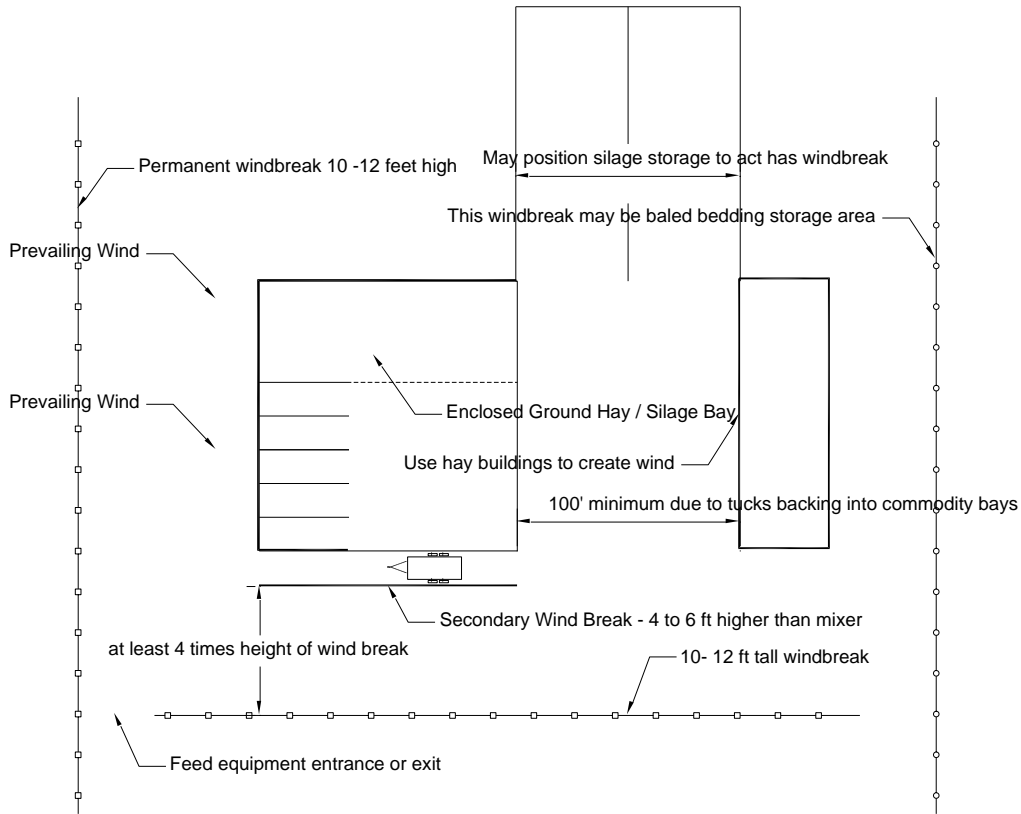 May position silage storage to act has windbreak
Permanent windbreak 10 -12 feet high
This windbreak may be baled bedding storage area
Prevailing Wind
Prevailing Wind
Enclosed Ground Hay / Silage Bay
Use hay buildings to create wind
100' minimum due to tucks backing into commodity bays
Secondary Wind Break - 4 to 6 ft higher than mixer
at least 4 times height of wind break
10- 12 ft tall windbreak
Feed equipment entrance or exit